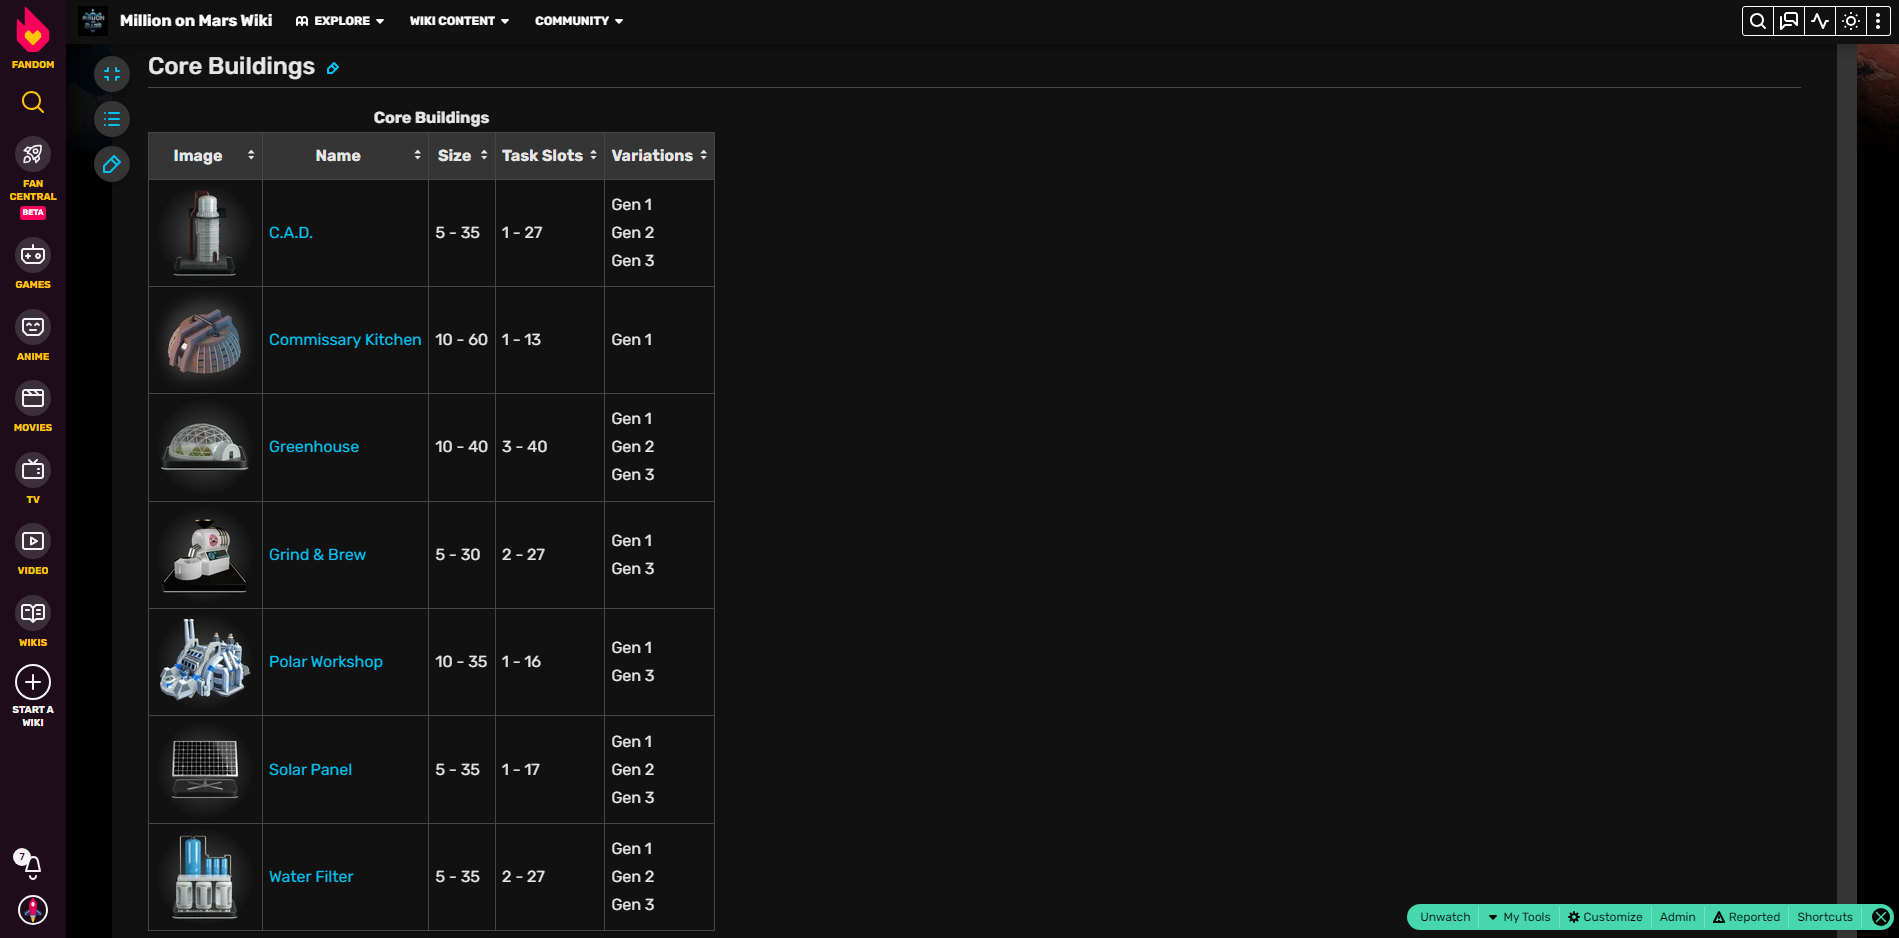 Million on Mars Wiki
EXPLORE
WIKI CONTENT
COMMUNITY
FANDOM
FAN
CENTRAL
BETA
GAMES
ANIME
MOVIES
TV
VIDEO
WIKIS
START A
WIKI
7
Core Buildings
Core Buildings
Image Name Size Task Slots Variations
C.A.D. 5 - 35 1 - 27 Gen 1
Gen 2
Gen 3
Commissary Kitchen 10 - 60 1 - 13 Gen 1
Greenhouse 10 - 40 3 - 40 Gen 1
Gen 2
Gen 3
Grind & Brew 5 - 30 2 - 27 Gen 1
Gen 3
Polar Workshop 10 - 35 1 - 16 Gen 1
Gen 3
Solar Panel 5 - 35 1 - 17 Gen 1
Gen 2
Gen 3
Water Filter 5 - 35 2 - 27 Gen 1
Gen 2
Gen 3
Unwatch My Tools Customize Admin Reported Shortcuts